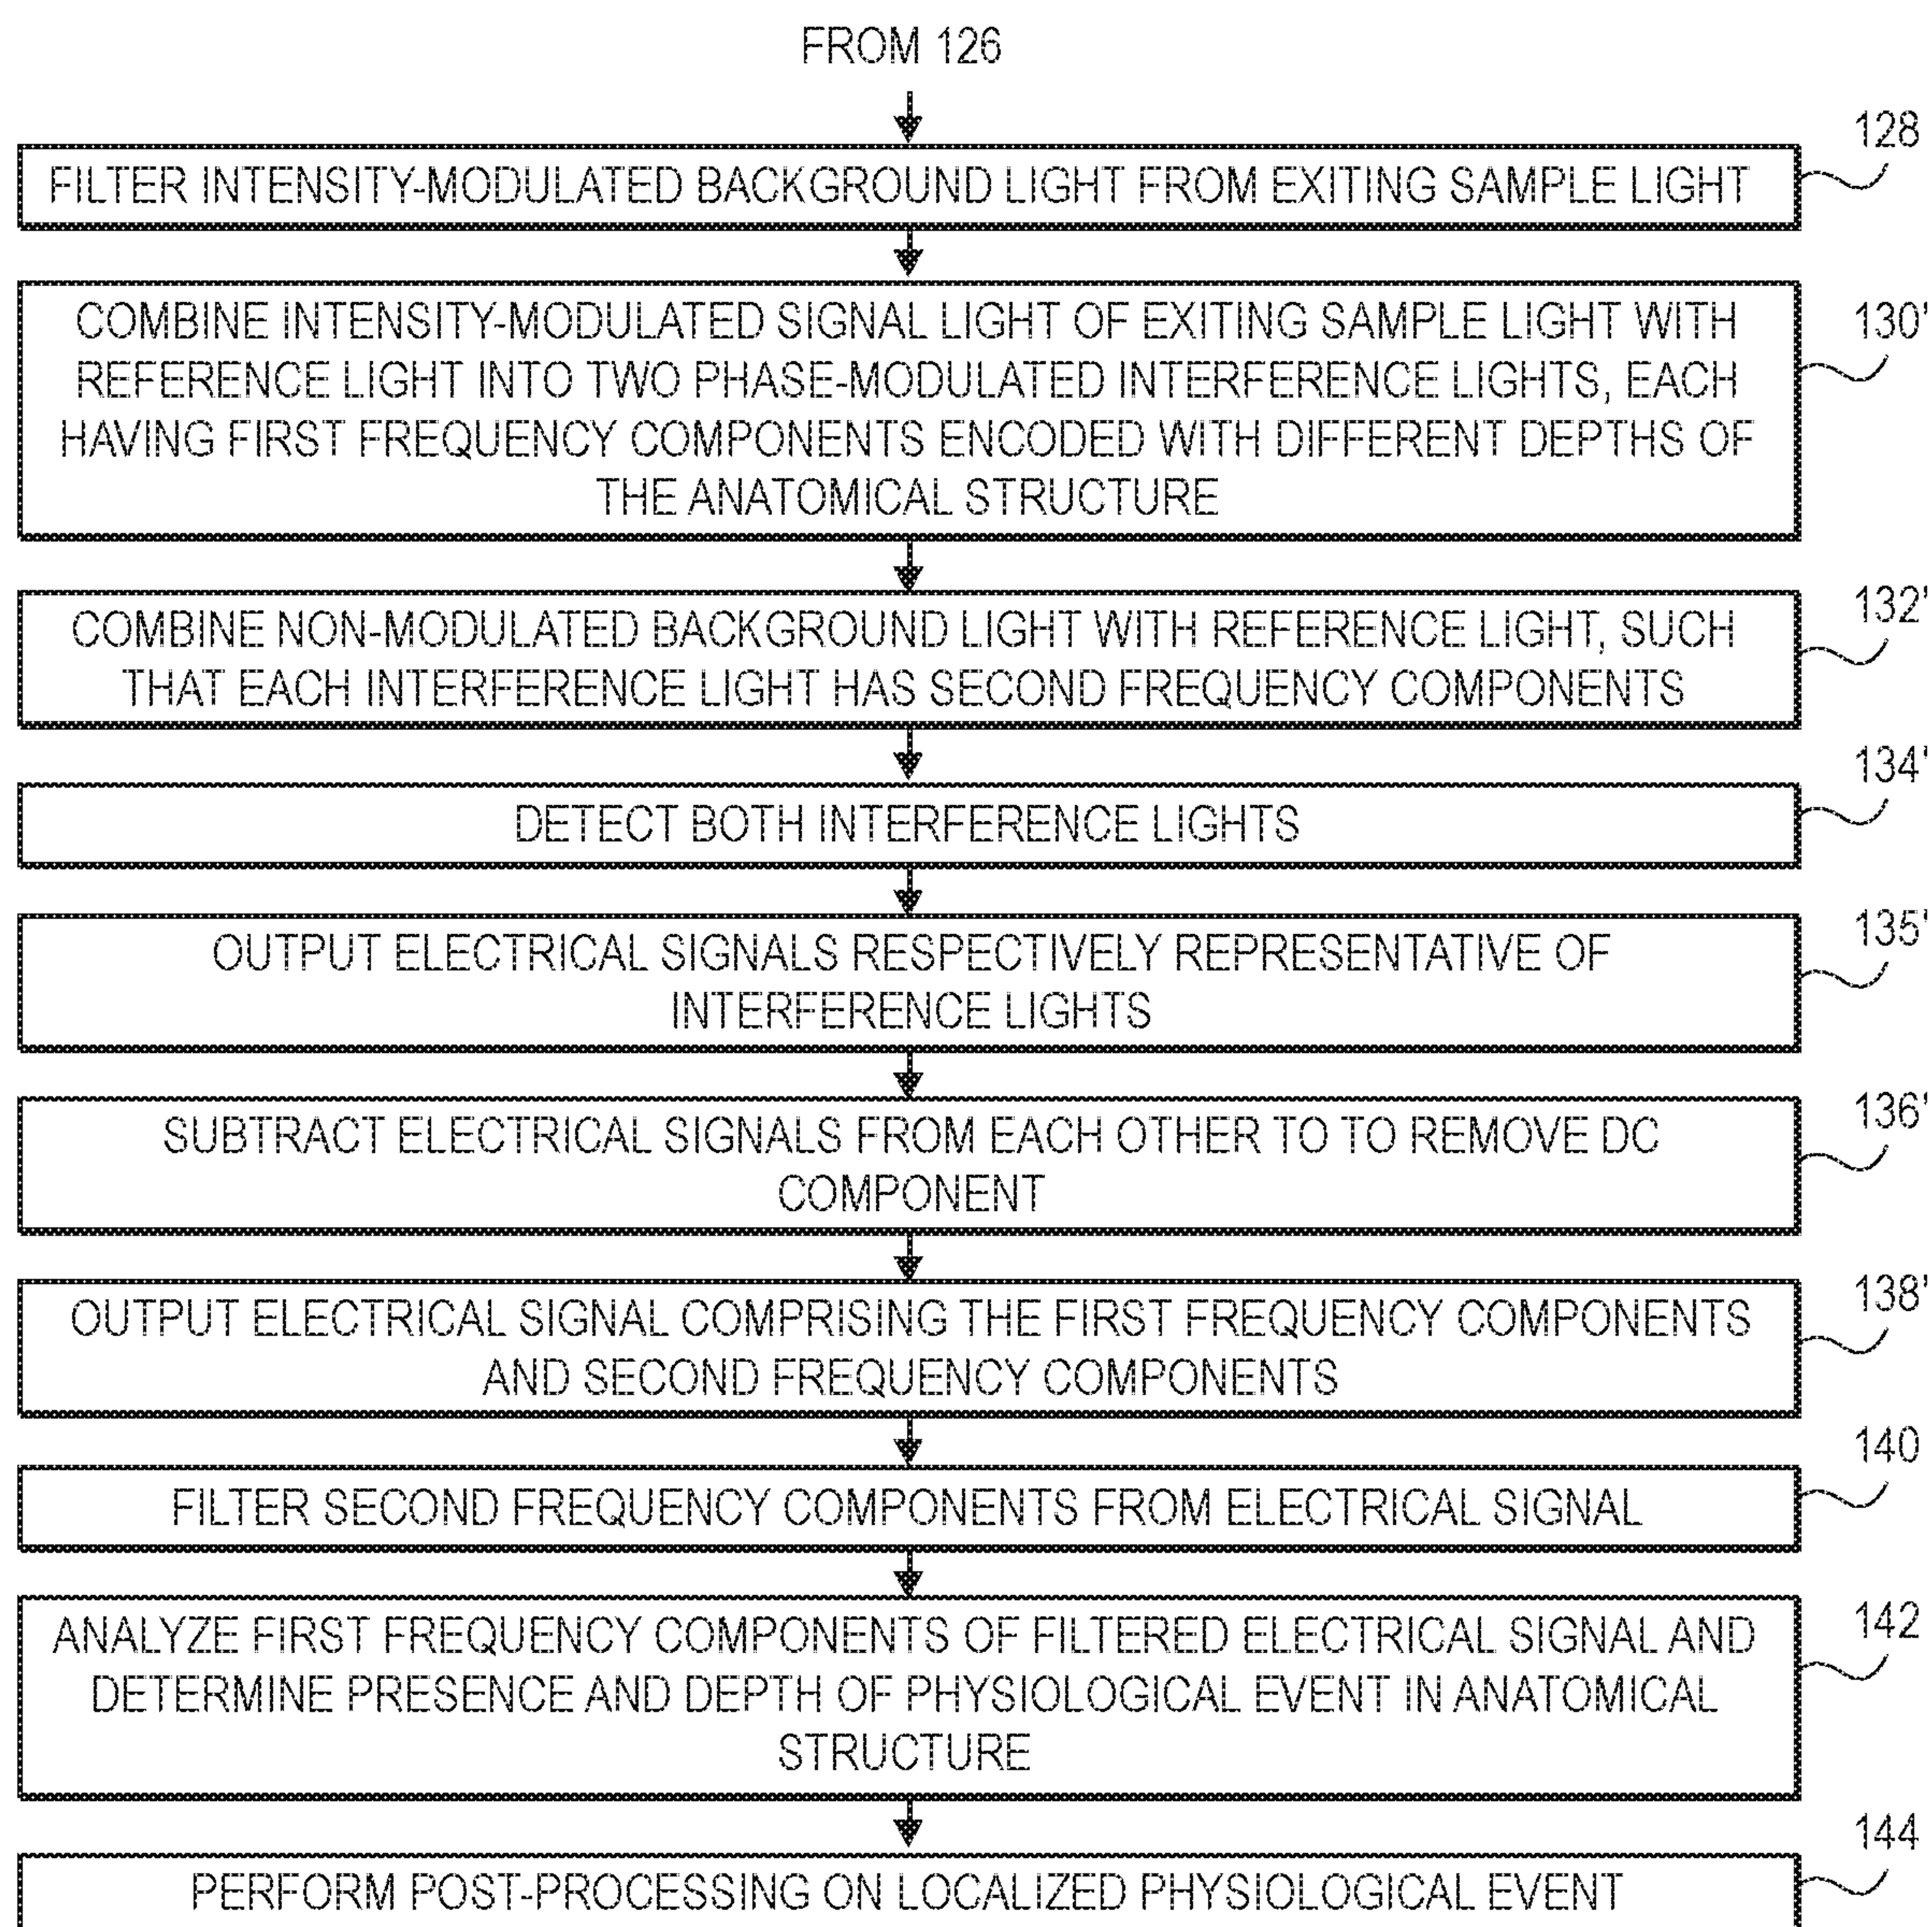 FROM 126
128
FILTER INTENSITY-MODULATED BACKGROUND LIGHT FROM EXITING SAMPLE LIGHT
130'
COMBINE INTENSITY-MODULATED SIGNAL LIGHT OF EXITING SAMPLE LIGHT WITH
REFERENCE LIGHT INTO TWO PHASE-MODULATED INTERFERENCE LIGHTS, EACH
HAVING FIRST FREQUENCY COMPONENTS ENCODED WITH DIFFERENT DEPTHS OF
THE ANATOMICAL STRUCTURE
132'
COMBINE NON-MODULATED BACKGROUND LIGHT WITH REFERENCE LIGHT, SUCH
THAT EACH INTERFERENCE LIGHT HAS SECOND FREQUENCY COMPONENTS
134'
DETECT BOTH INTERFERENCE LIGHTS
135'
OUTPUT ELECTRICAL SIGNALS RESPECTIVELY REPRESENTATIVE OF
INTERFERENCE LIGHTS
136'
SUBTRACT ELECTRICAL SIGNALS FROM EACH OTHER TO TO REMOVE DC
COMPONENT
138'
OUTPUT ELECTRICAL SIGNAL COMPRISING THE FIRST FREQUENCY COMPONENTS
AND SECOND FREQUENCY COMPONENTS
140
FILTER SECOND FREQUENCY COMPONENTS FROM ELECTRICAL SIGNAL
142
ANALYZE FIRST FREQUENCY COMPONENTS OF FILTERED ELECTRICAL SIGNAL AND
DETERMINE PRESENCE AND DEPTH OF PHYSIOLOGICAL EVENT IN ANATOMICAL
STRUCTURE
144
PERFORM POST-PROCESSING ON LOCALIZED PHYSIOLOGICAL EVENT